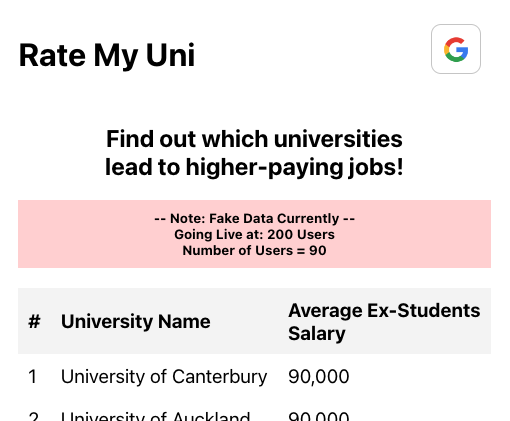 Rate My Uni
Find out which universities
lead to higher-paying jobs!
-- Note: Fake Data Currently --
Going Live at: 200 Users
Number of Users = 90
# University Name Average Ex-Students
Salary
1 University of Canterbury 90,000
2 University of Auckland 90,000